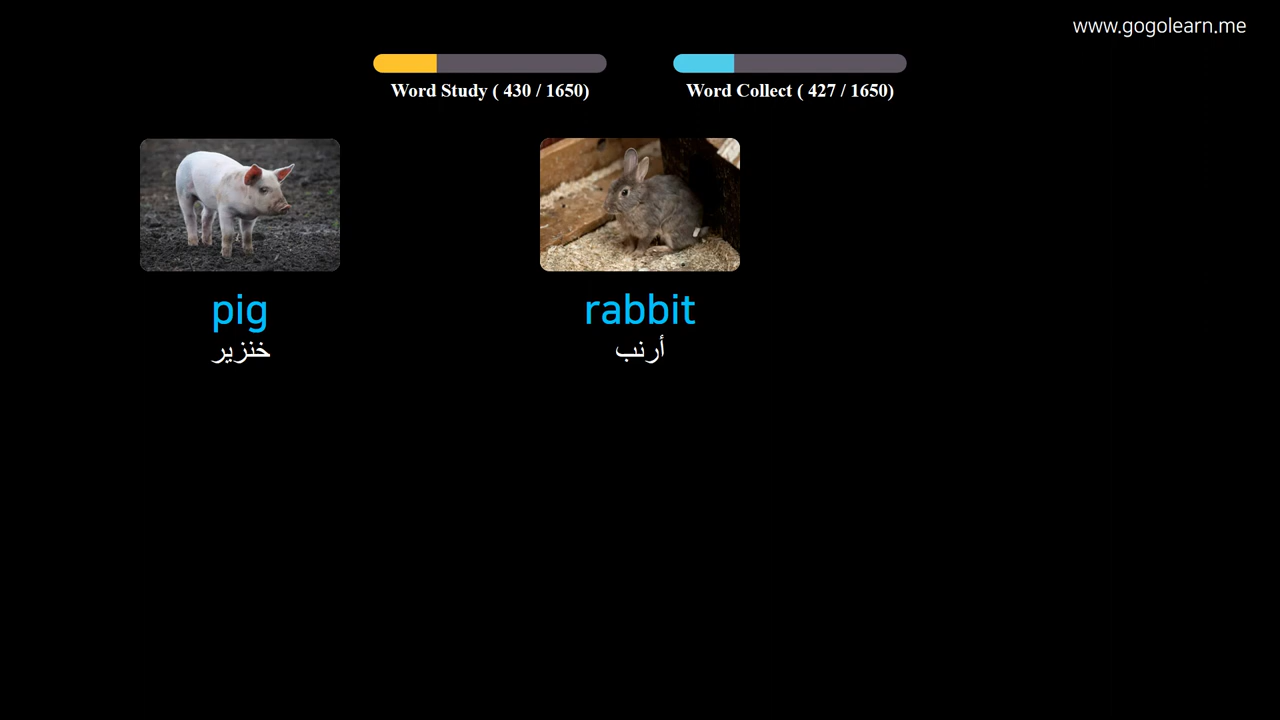 www.gogolearn.me
Word Study ( 430 / 1650)
Word Collect ( 427 / 1650)
pig
خنزير
rabbit
أرنب